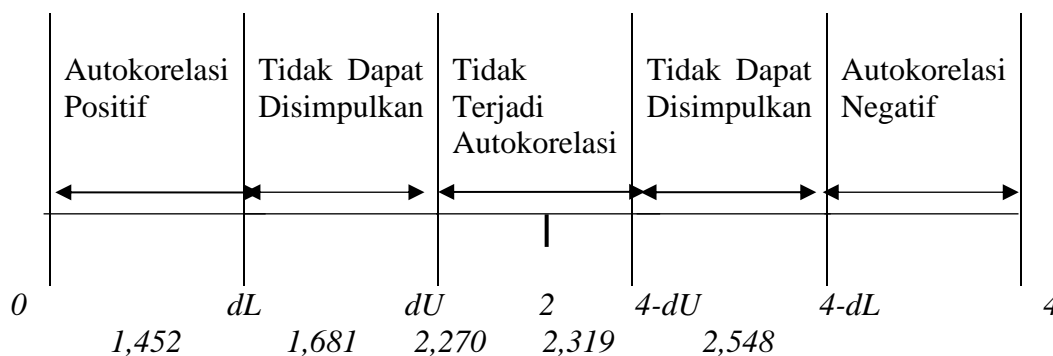 Autokorelasi Positif
Tidak Dapat Disimpulkan
Tidak Terjadi Autokorelasi
Tidak Dapat Disimpulkan
Autokorelasi Negatif
0 dL dU 2 4-dU 4-dL 4
1,452 1,681 2,270 2,319 2,548